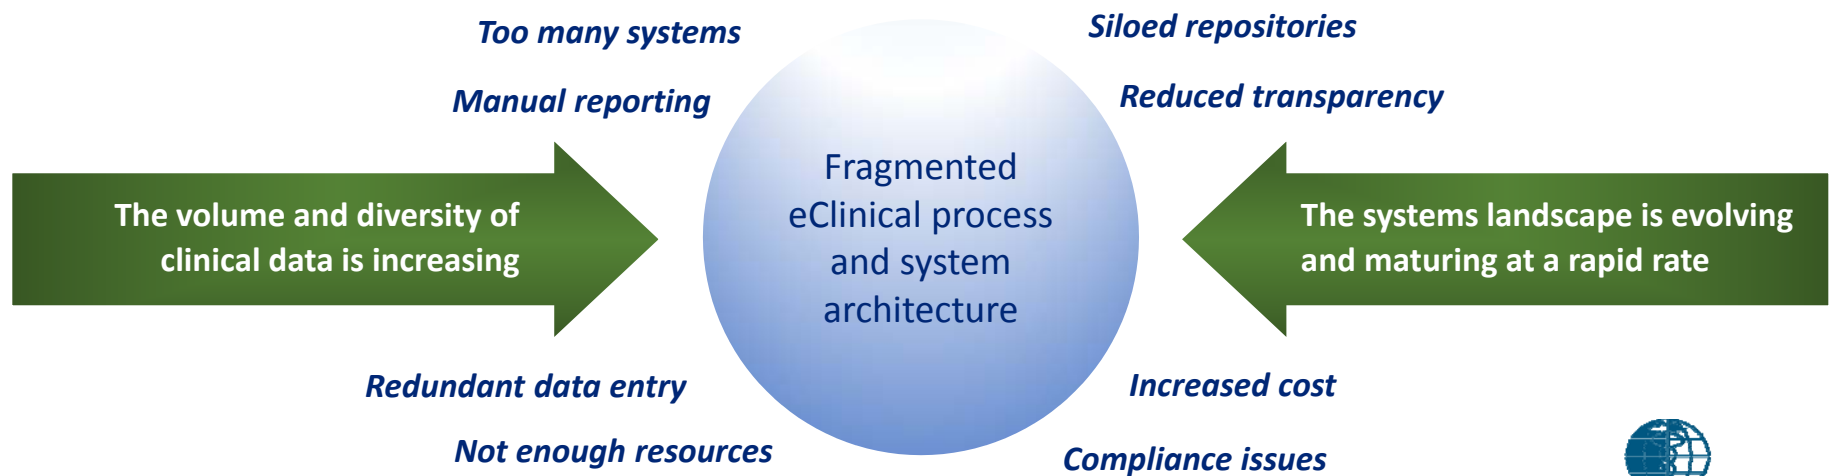 Too many systems
Manual reporting
Siloed repositories
Reduced transparency
The volume and diversity of
clinical data is increasing
Fragmented
eClinical process
and system
architecture
The systems landscape is evolving
and maturing at a rapid rate
Redundant data entry
Not enough resources
Increased cost
Compliance issues